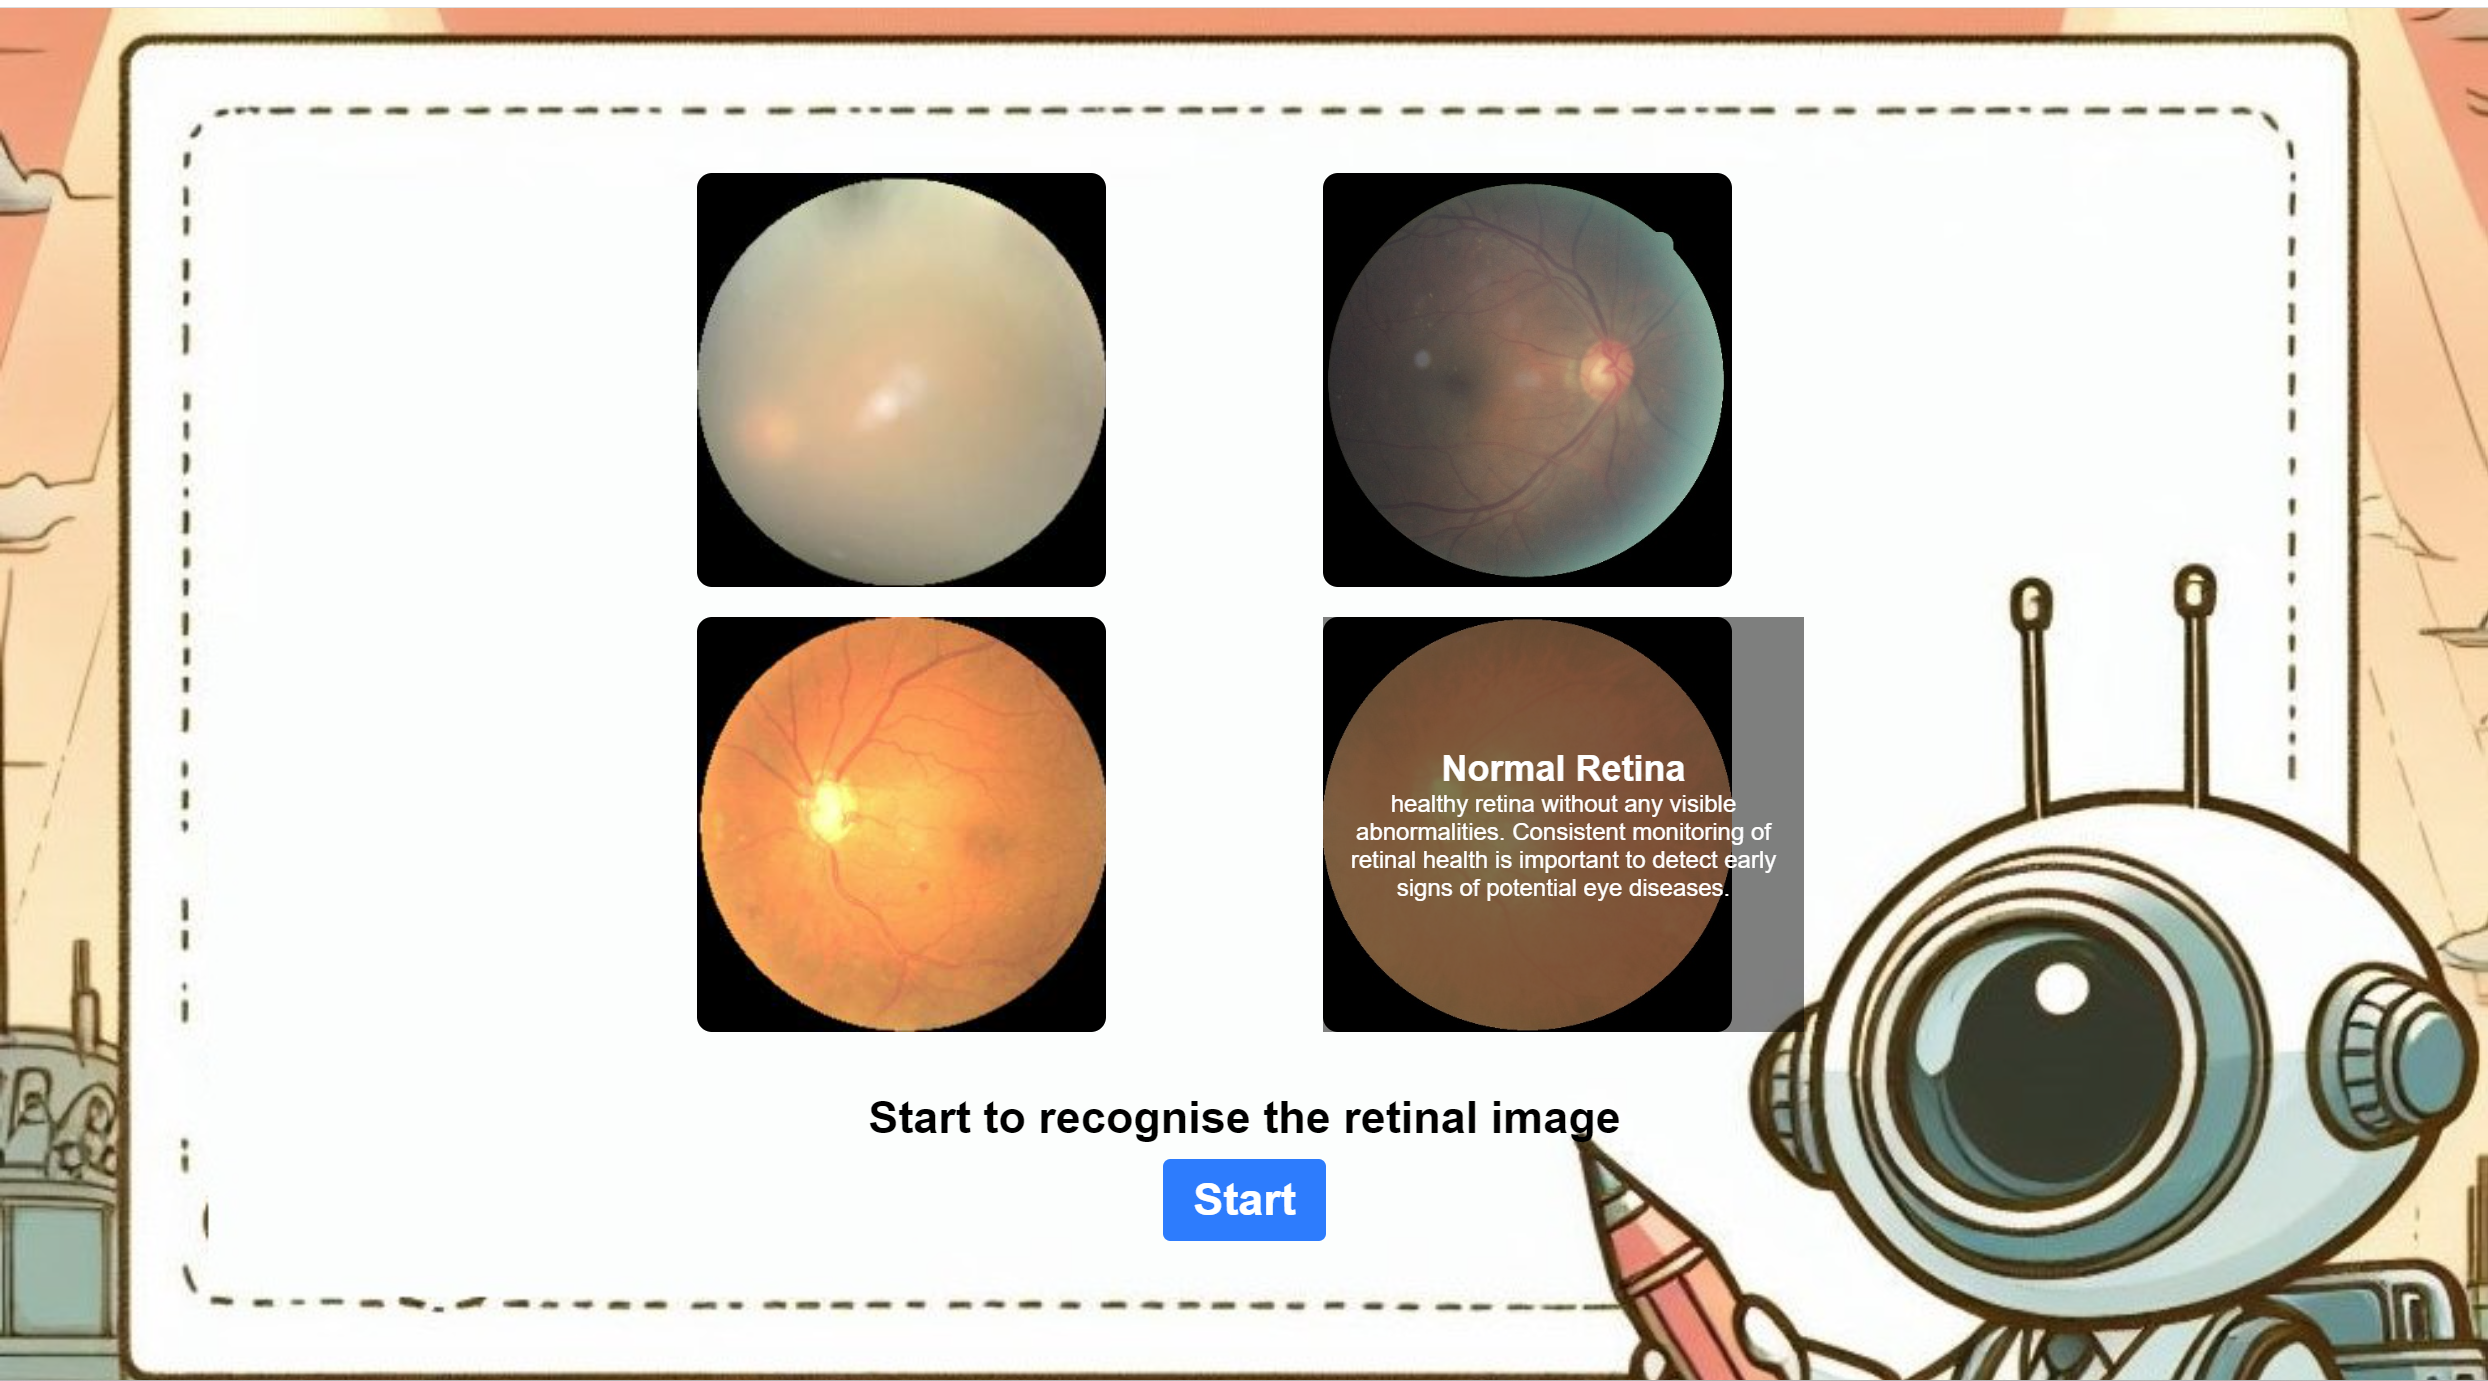 Normal Retina
healthy retina without any visible
abnormalities. Consistent monitoring of
retinal health is important to detect early
signs of potential eye diseases.
Start to recognise the retinal image
Start